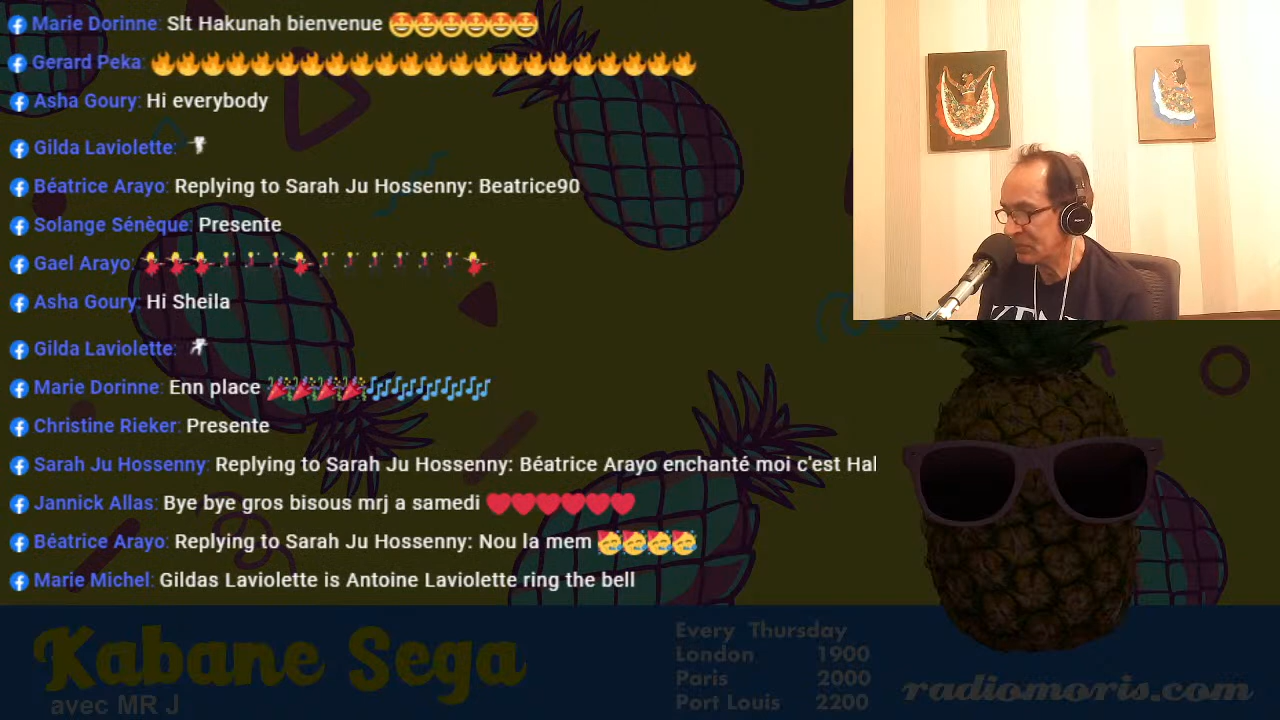 Marie Dorinne: Slt Hakunah bienvenue 🤩🤩🤩🤩🤩🤩
Gerard Peka: 🔥🔥🔥🔥🔥🔥🔥🔥🔥🔥🔥🔥🔥🔥🔥🔥🔥🔥🔥🔥🔥🔥
Asha Goury: Hi everybody
Gilda Laviolette:
Béatrice Arayo: Replying to Sarah Ju Hossenny: Beatrice90
Solange Sénèque: Presente
Gael Arayo: 💃💃💃🕺🕺🕺💃🕺🕺🕺🕺🕺🕺💃
Asha Goury: Hi Sheila
Gilda Laviolette:
Marie Dorinne: Enn place 🎉🎉🎉🎉🎶🎶🎶🎶🎶
Christine Rieker: Presente
Sarah Ju Hossenny: Replying to Sarah Ju Hossenny: Béatrice Arayo enchanté moi c'est Hal
Jannick Allas: Bye bye gros bisous mrj a samedi ❤❤❤❤❤❤
Béatrice Arayo: Replying to Sarah Ju Hossenny: Nou la mem 🥳🥳🥳🥳
Marie Michel: Gildas Laviolette is Antoine Laviolette ring the bell
Kabane Sega
avec MR J
Every Thursday
London 1900
Paris 2000
Port Louis 2200
radiomoris.com